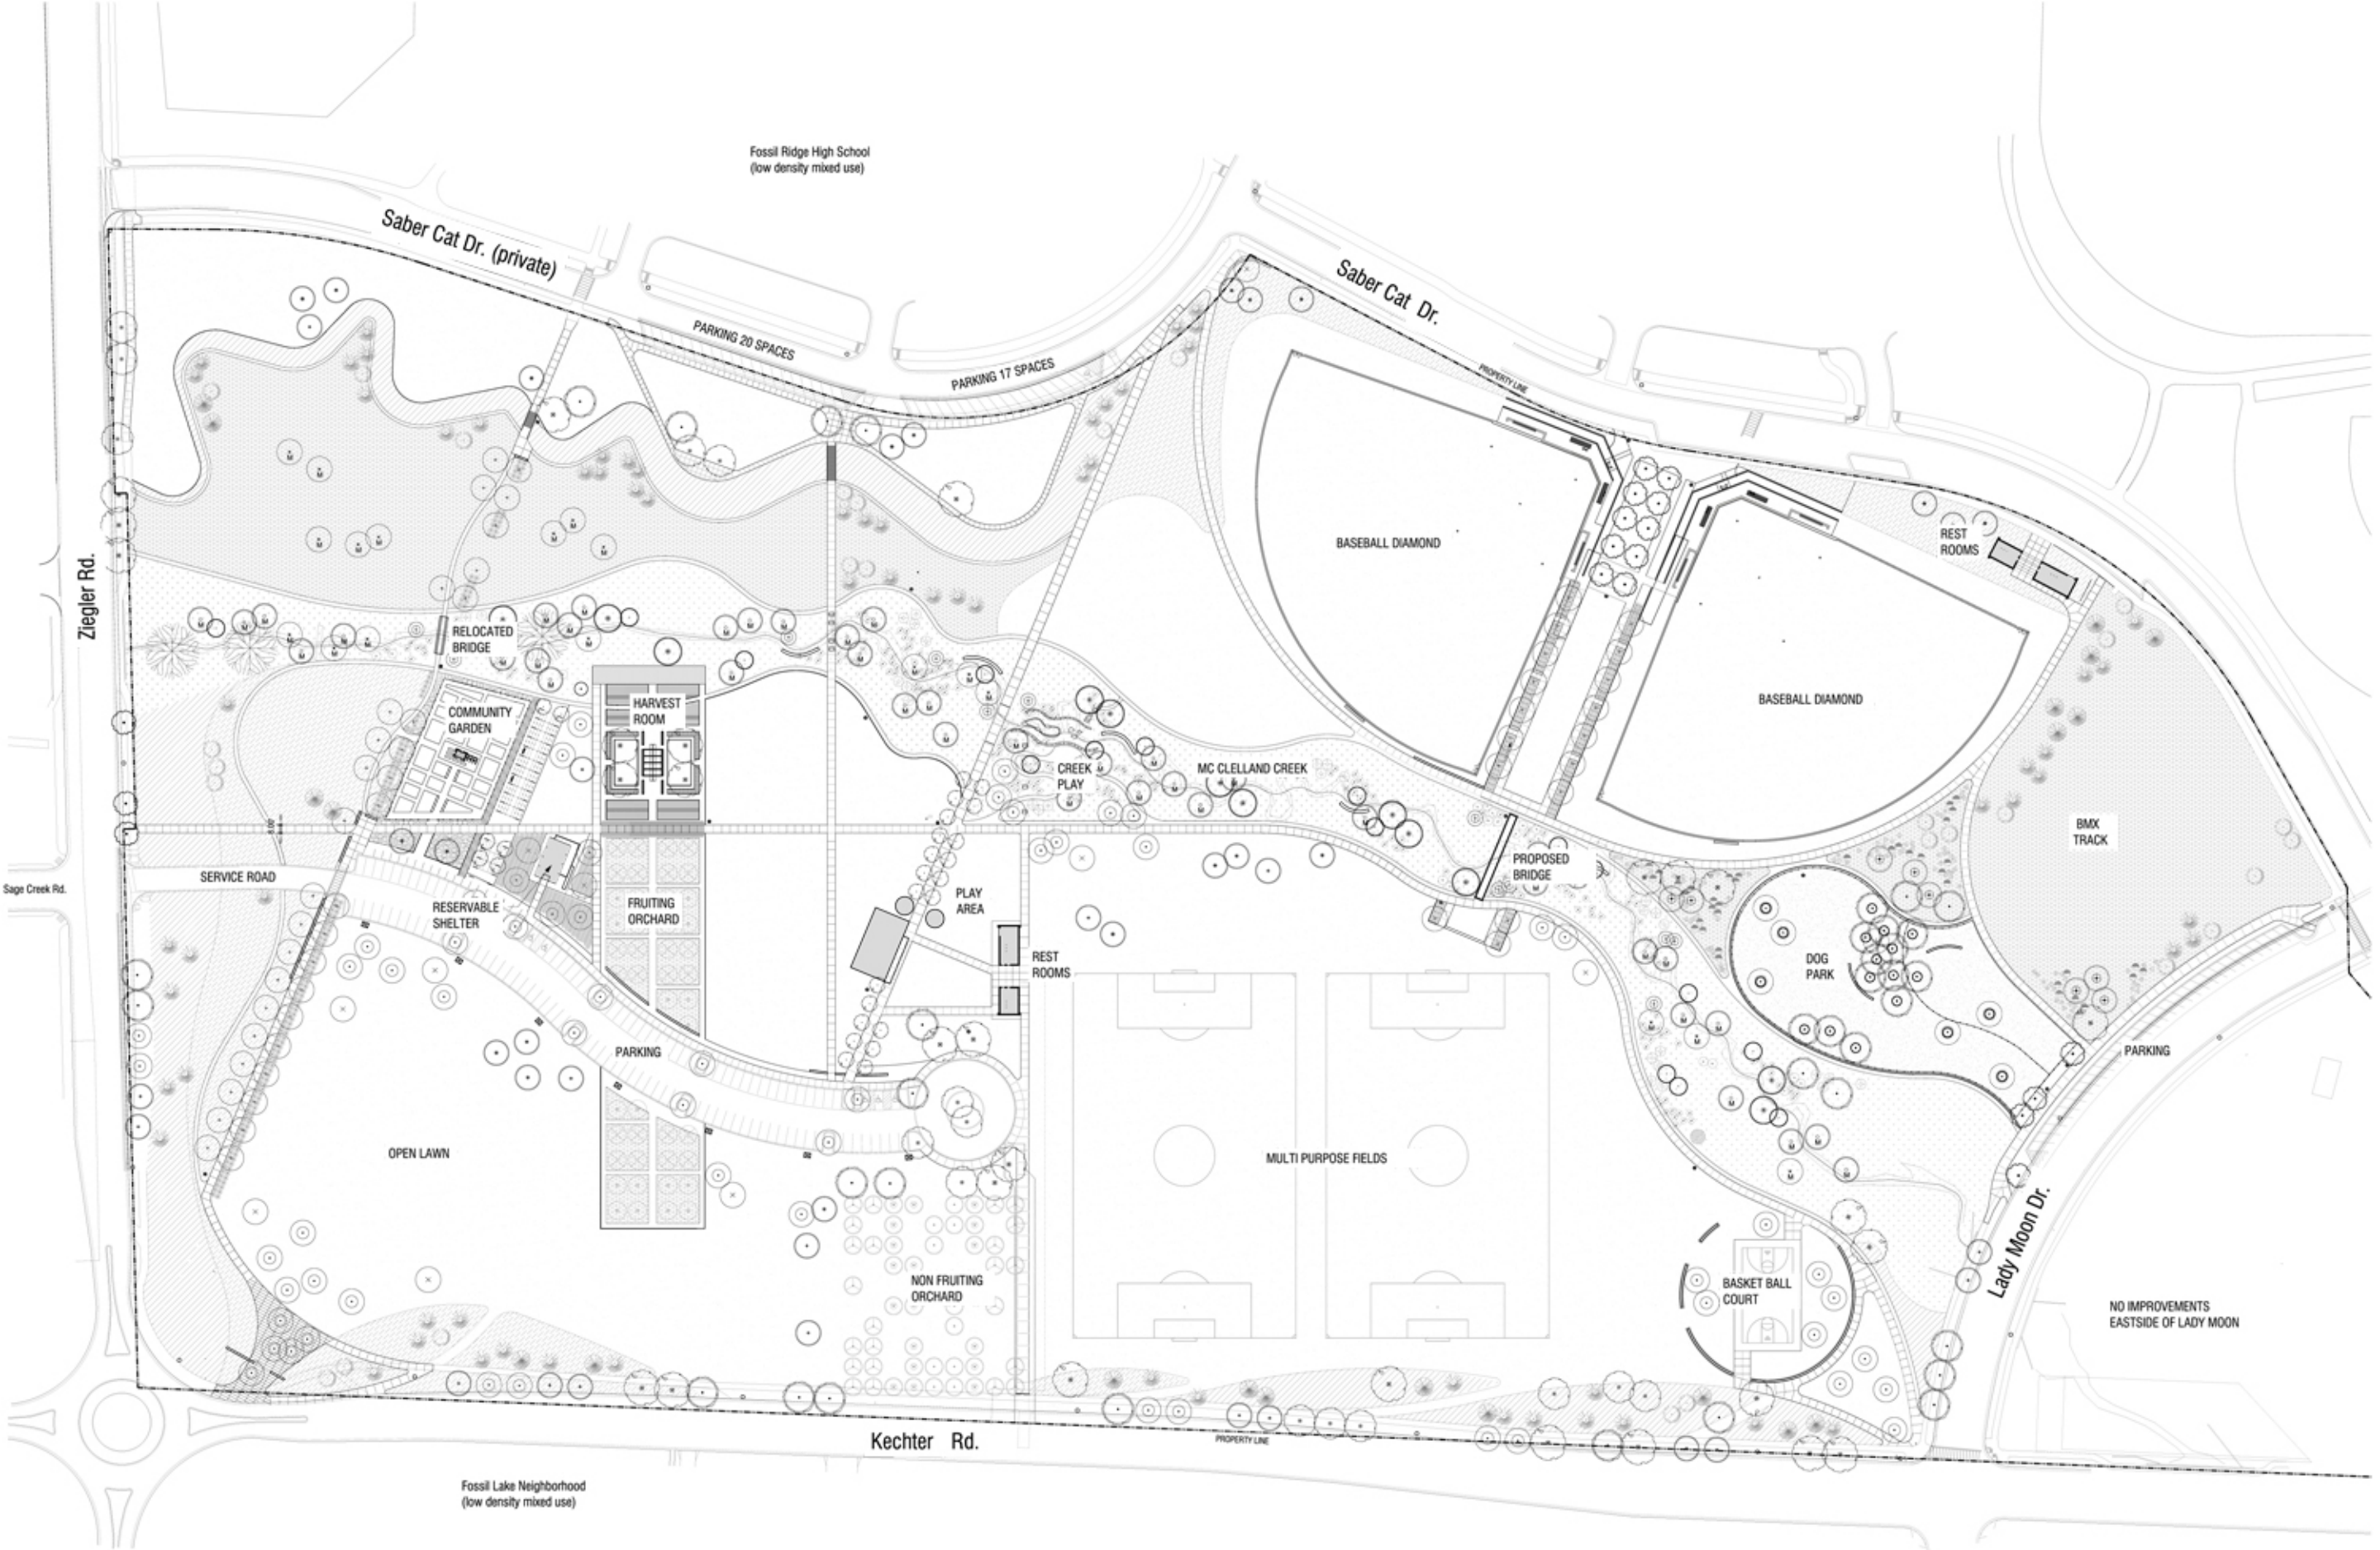 Fossil Ridge High School
(low density mixed use)
Saber Cat Dr. (private)
Saber Cat Dr.
PARKING 20 SPACES
PARKING 17 SPACES
PROPERTY LINE
BASEBALL DIAMOND
REST
ROOMS
Ziegler Rd.
RELOCATED
BRIDGE
COMMUNITY
GARDEN
HARVEST
ROOM
BASEBALL DIAMOND
CREEK
PLAY
MC CLELLAND CREEK
BMX
TRACK
PROPOSED
BRIDGE
Sage Creek Rd.
SERVICE ROAD
RESERVABLE
SHELTER
FRUITING
ORCHARD
PLAY
AREA
REST
ROOMS
DOG
PARK
PARKING
PARKING
OPEN LAWN
MULTI PURPOSE FIELDS
Lady Moon Dr.
NON FRUITING
ORCHARD
BASKET BALL
COURT
NO IMPROVEMENTS
EASTSIDE OF LADY MOON
Kechter Rd.
PROPERTY LINE
Fossil Lake Neighborhood
(low density mixed use)